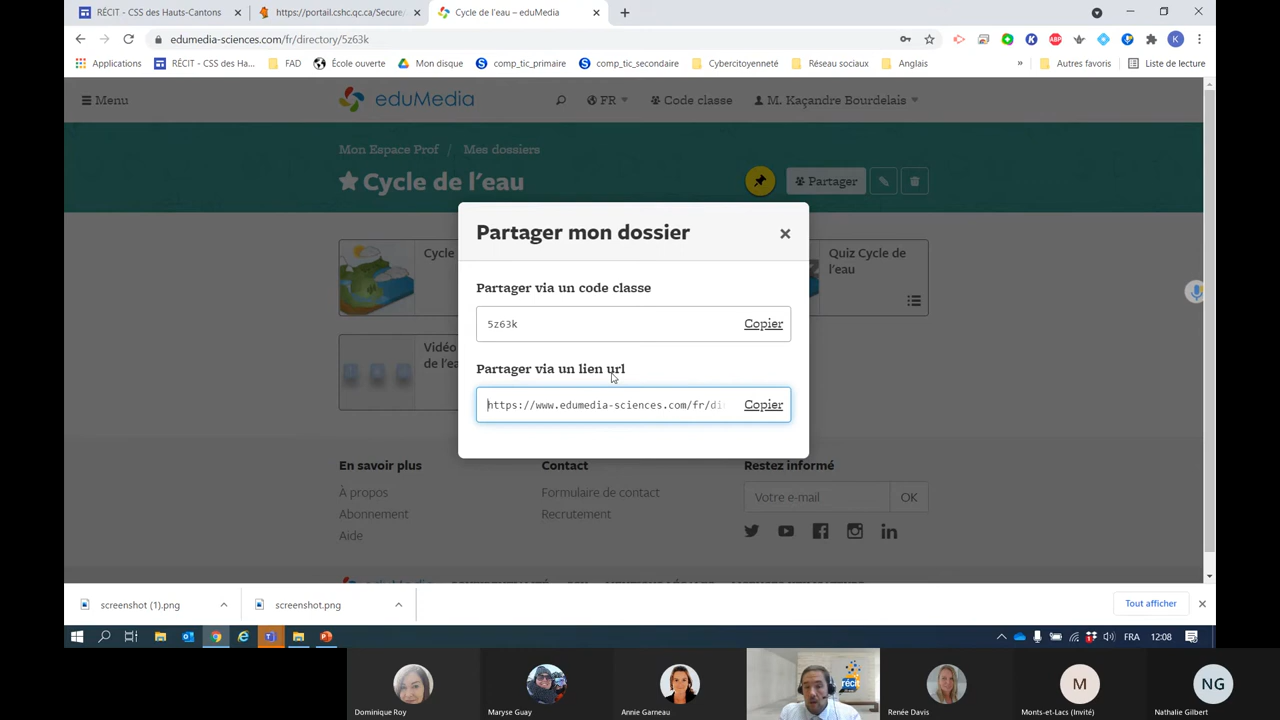 RÉCIT - CSS des Hauts-Cantons
https://portail.cshc.qc.ca/Secure/
Cycle de l'eau – eduMedia
edumedia-sciences.com/fr/directory/5z63k
K
Applications
RÉCIT - CSS des Ha...
FAD
École ouverte
Mon disque
comp_tic_primaire
comp_tic_secondaire
Cybercitoyenneté
Réseau sociaux
Anglais
»
Autres favoris
Liste de lecture
Menu
eduMedia
FR
Code classe
M. Kaçandre Bourdelais
Mon Espace Prof / Mes dossiers
Cycle de l'eau
Partager
Partager mon dossier
Partager via un code classe
5z63k Copier
Partager via un lien url
https://www.edumedia-sciences.com/fr/di Copier
Cycle
Quiz Cycle de
l'eau
Vidéo
de l'ea
En savoir plus
À propos
Abonnement
Aide
Contact
Formulaire de contact
Recrutement
Restez informé
Votre e-mail OK
eduMedia
screenshot (1).png
screenshot.png
Tout afficher
FRA 12:08
récit
Dominique Roy
Maryse Guay
Annie Garneau
Renée Davis
M
Monts-et-Lacs (Invité)
NG
Nathalie Gilbert